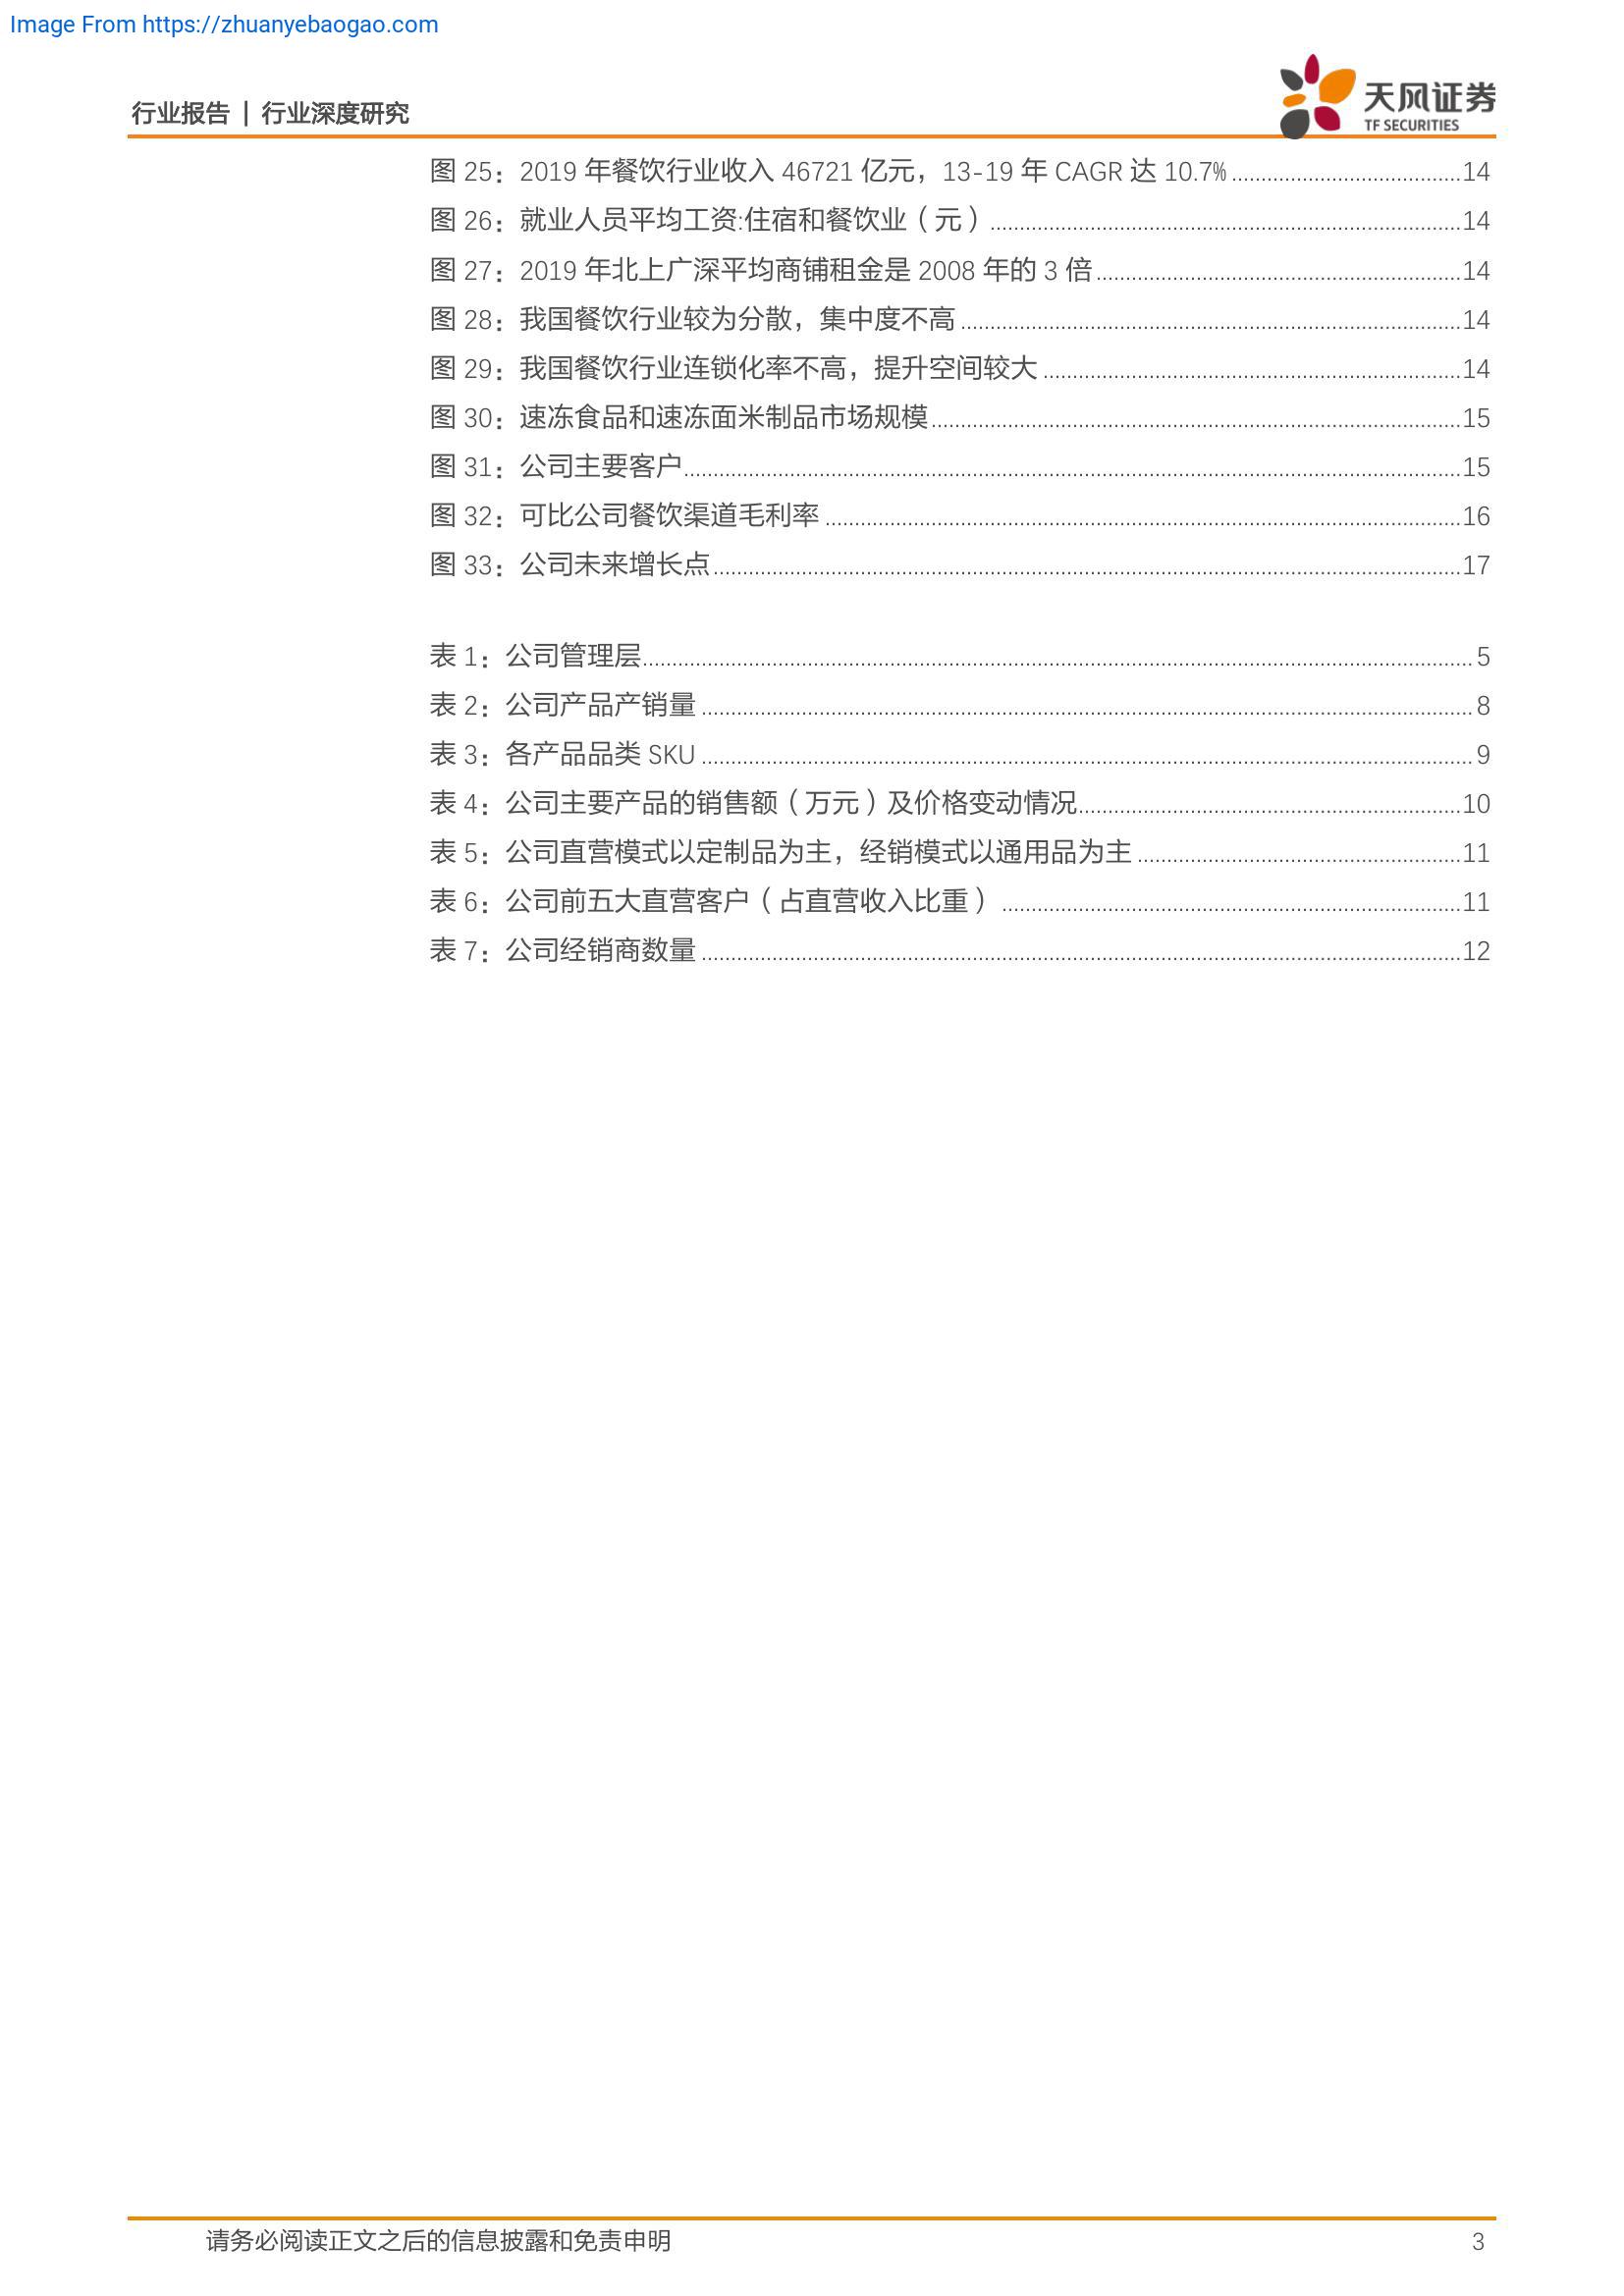 Image From https://zhuanyebaogao.com
行业报告 | 行业深度研究
天风证券
TF SECURITIES
图 25：2019 年餐饮行业收入 46721 亿元，13-19 年 CAGR 达 10.7%....................14
图 26：就业人员平均工资:住宿和餐饮业（元）....................14
图 27：2019 年北上广深平均商铺租金是 2008 年的 3 倍....................14
图 28：我国餐饮行业较为分散，集中度不高....................14
图 29：我国餐饮行业连锁化率不高，提升空间较大....................14
图 30：速冻食品和速冻面米制品市场规模....................15
图 31：公司主要客户....................15
图 32：可比公司餐饮渠道毛利率....................16
图 33：公司未来增长点....................17
表 1：公司管理层....................5
表 2：公司产品产销量....................8
表 3：各产品品类 SKU....................9
表 4：公司主要产品的销售额（万元）及价格变动情况....................10
表 5：公司直营模式以定制品为主，经销模式以通用品为主....................11
表 6：公司前五大直营客户（占直营收入比重）....................11
表 7：公司经销商数量....................12
请务必阅读正文之后的信息披露和免责申明 3